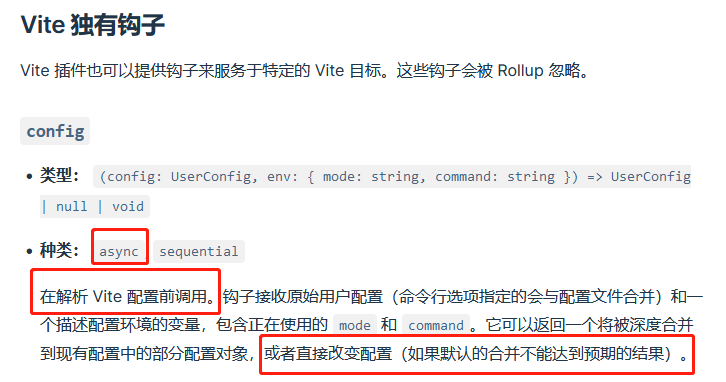 Vite 独有钩子
Vite 插件也可以提供钩子来服务于特定的 Vite 目标。这些钩子会被 Rollup 忽略。
config
• 类型： (config: UserConfig, env: { mode: string, command: string }) => UserConfig
| null | void
• 种类： async sequential
在解析 Vite 配置前调用。钩子接收原始用户配置（命令行选项指定的会与配置文件合并）和一
个描述配置环境的变量，包含正在使用的 mode 和 command。它可以返回一个将被深度合并
到现有配置中的部分配置对象，或者直接改变配置（如果默认的合并不能达到预期的结果）。